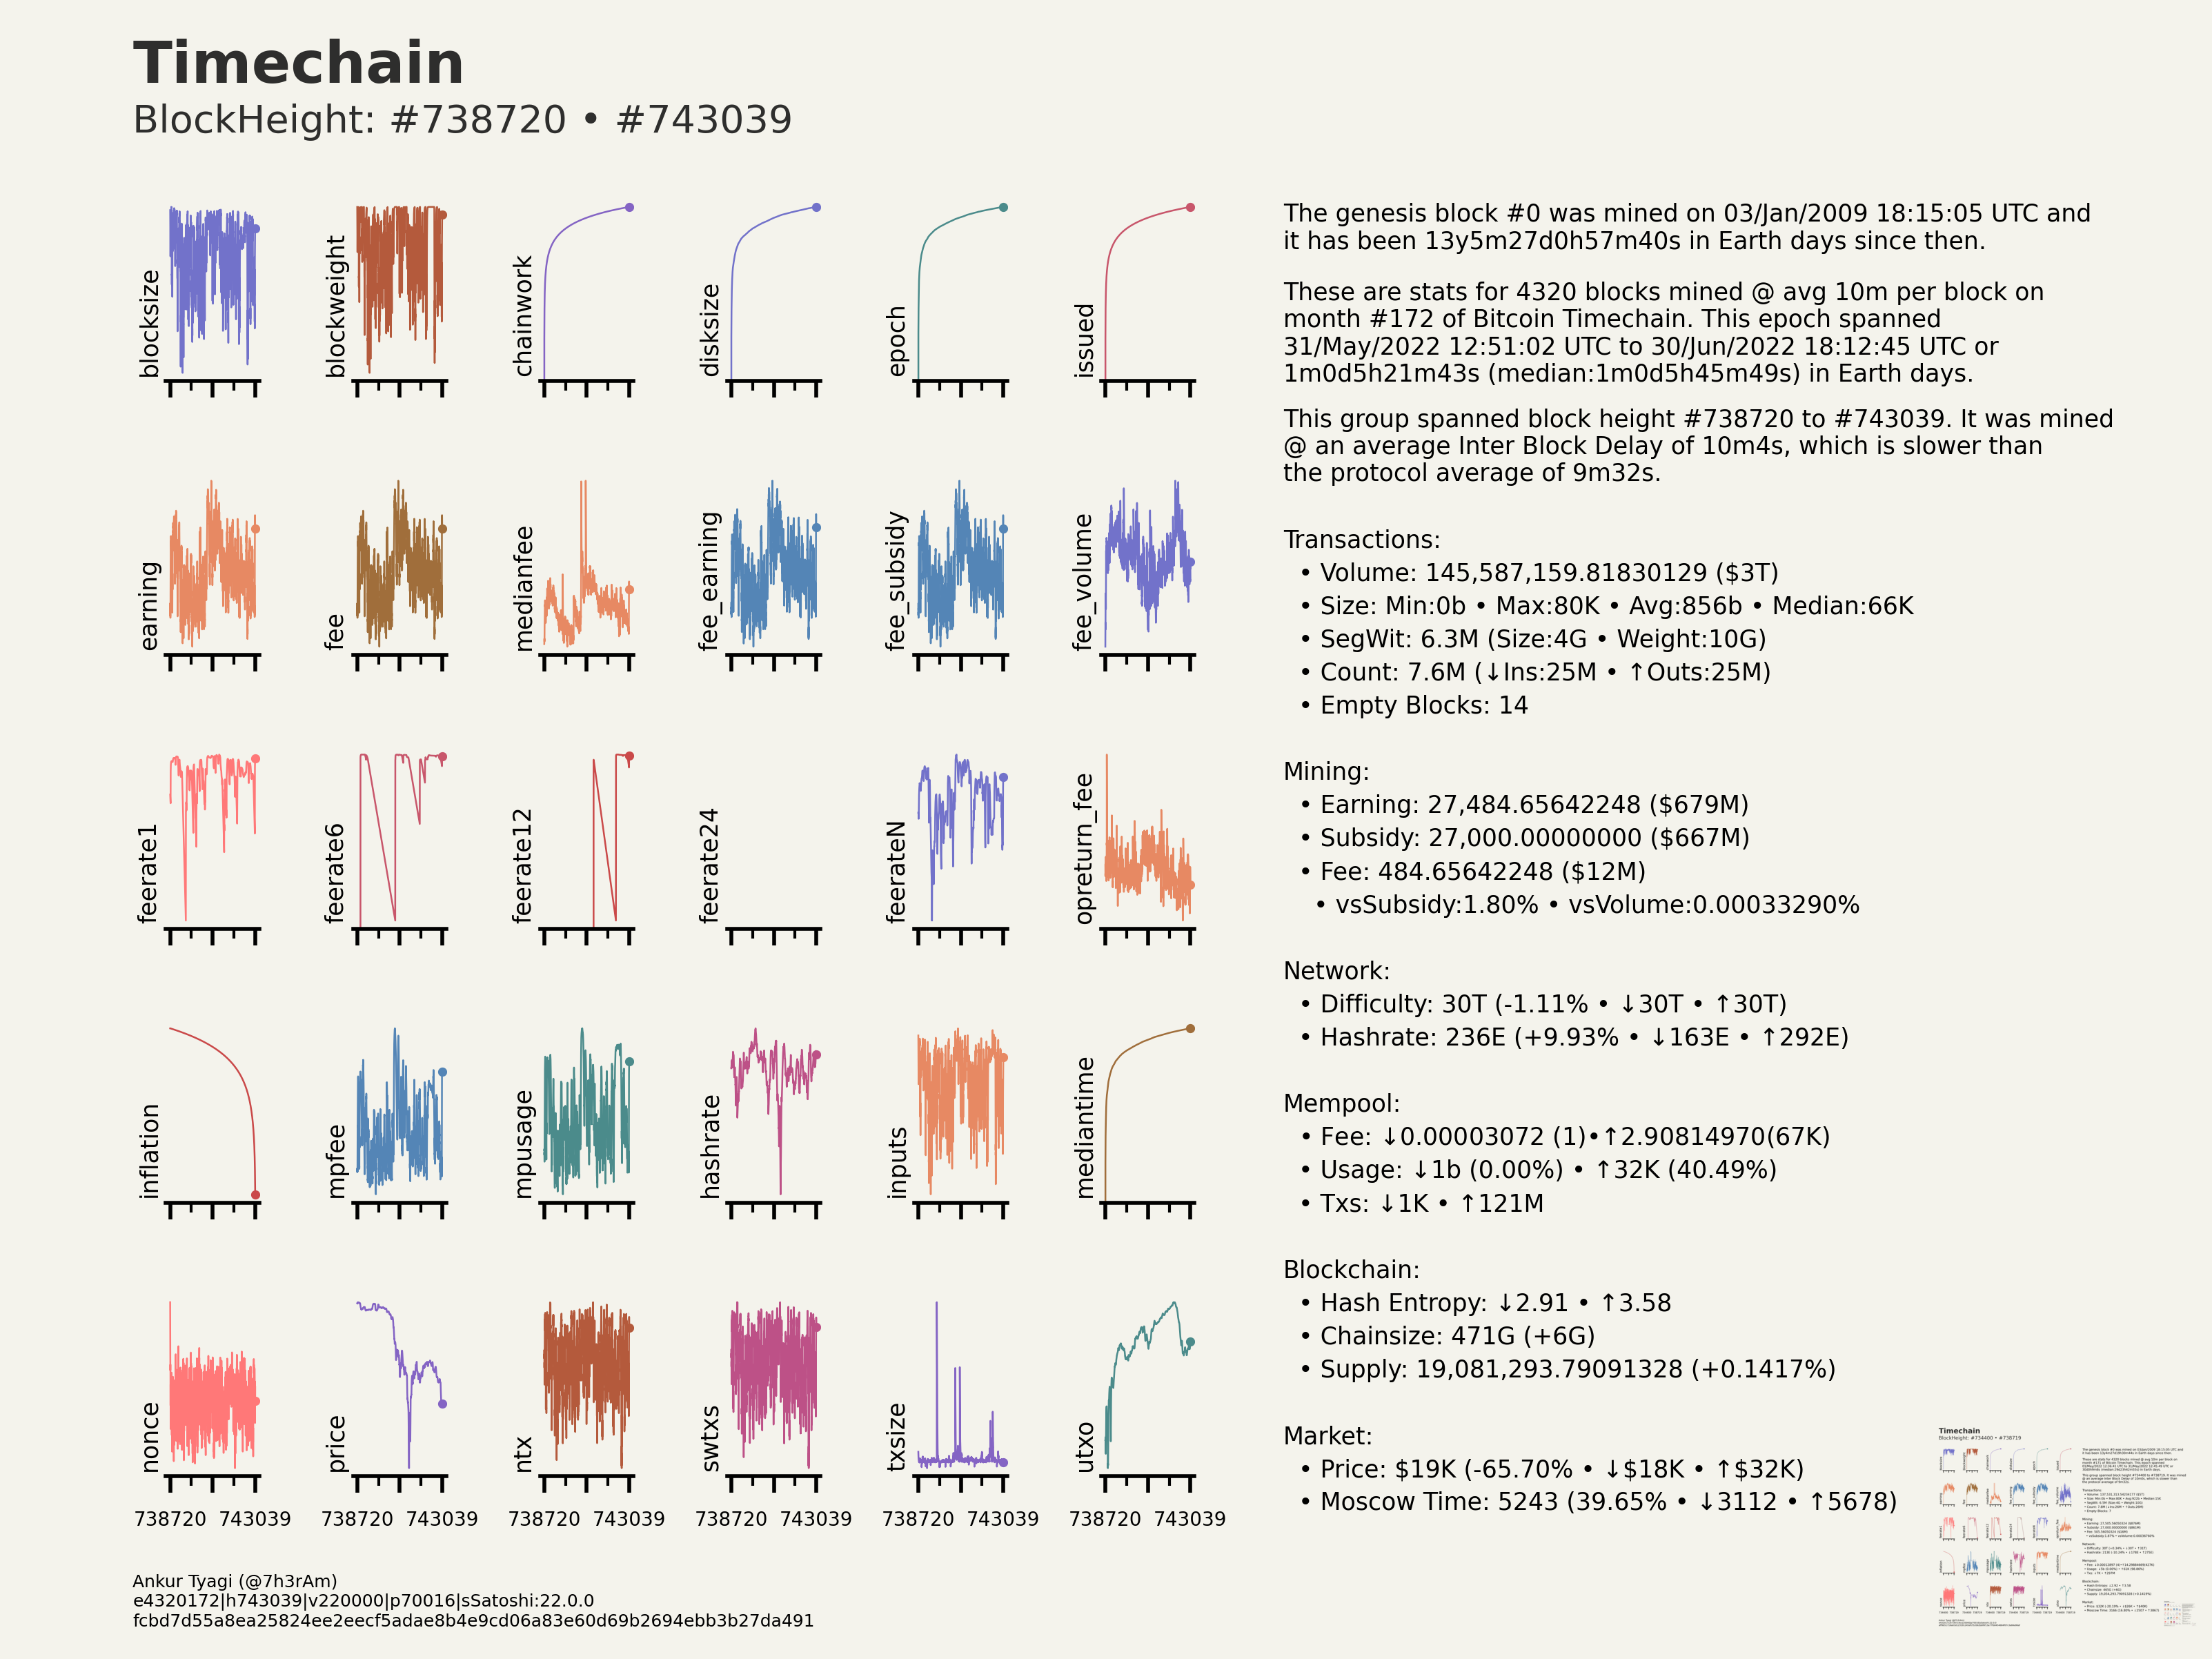 Timechain
BlockHeight: #738720 • #743039
blocksize
blockweight
chainwork
disksize
epoch
issued
earning
fee
medianfee
fee_earning
fee_subsidy
fee_volume
feerate1
feerate6
feerate12
feerate24
feerateN
opreturn_fee
inflation
mpfee
mpusage
hashrate
inputs
mediantime
nonce
price
ntx
swtxs
txsize
utxo
738720 743039 738720 743039 738720 743039 738720 743039 738720 743039 738720 743039
The genesis block #0 was mined on 03/Jan/2009 18:15:05 UTC and
it has been 13y5m27d0h57m40s in Earth days since then.
These are stats for 4320 blocks mined @ avg 10m per block on
month #172 of Bitcoin Timechain. This epoch spanned
31/May/2022 12:51:02 UTC to 30/Jun/2022 18:12:45 UTC or
1m0d5h21m43s (median:1m0d5h45m49s) in Earth days.
This group spanned block height #738720 to #743039. It was mined
@ an average Inter Block Delay of 10m4s, which is slower than
the protocol average of 9m32s.
Transactions:
• Volume: 145,587,159.81830129 ($3T)
• Size: Min:0b • Max:80K • Avg:856b • Median:66K
• SegWit: 6.3M (Size:4G • Weight:10G)
• Count: 7.6M (↓Ins:25M • ↑Outs:25M)
• Empty Blocks: 14
Mining:
• Earning: 27,484.65642248 ($679M)
• Subsidy: 27,000.00000000 ($667M)
• Fee: 484.65642248 ($12M)
• vsSubsidy:1.80% • vsVolume:0.00033290%
Network:
• Difficulty: 30T (-1.11% • ↓30T • ↑30T)
• Hashrate: 236E (+9.93% • ↓163E • ↑292E)
Mempool:
• Fee: ↓0.00003072 (1)•↑2.90814970(67K)
• Usage: ↓1b (0.00%) • ↑32K (40.49%)
• Txs: ↓1K • ↑121M
Blockchain:
• Hash Entropy: ↓2.91 • ↑3.58
• Chainsize: 471G (+6G)
• Supply: 19,081,293.79091328 (+0.1417%)
Market:
• Price: $19K (-65.70% • ↓$18K • ↑$32K)
• Moscow Time: 5243 (39.65% • ↓3112 • ↑5678)
Ankur Tyagi (@7h3rAm)
e4320172|h743039|v220000|p70016|sSatoshi:22.0.0
fcbd7d55a8ea25824ee2eecf5adae8b4e9cd06a83e60d69b2694ebb3b27da491
Timechain
BlockHeight: #734400 • #738719